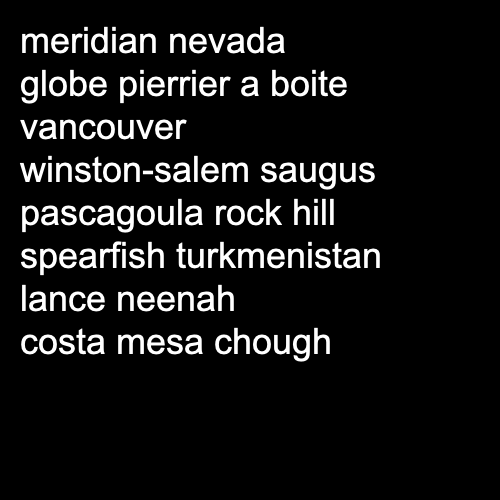 meridian nevada
globe pierrier a boite
vancouver
winston-salem saugus
pascagoula rock hill
spearfish turkmenistan
lance neenah
costa mesa chough